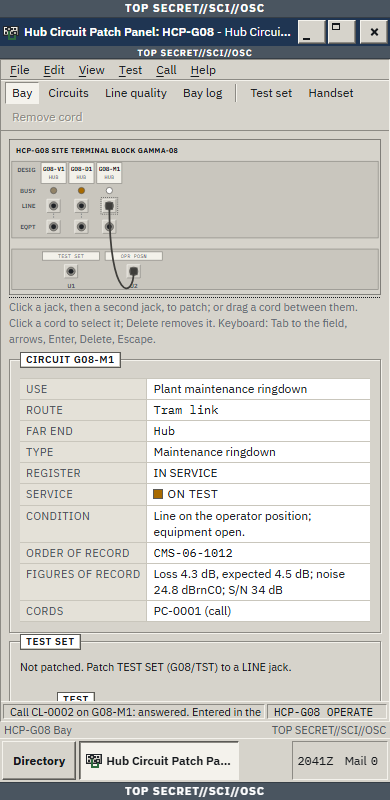 TOP SECRET//SCI//OSC
Hub Circuit Patch Panel: HCP-G08 - Hub Circui...
TOP SECRET//SCI//OSC
File Edit View Test Call Help
Bay Circuits Line quality Bay log Test set Handset
Remove cord
HCP-G08 SITE TERMINAL BLOCK GAMMA-08
DESIG G08-V1 G08-D1 G08-M1
HUB HUB HUB
BUSY
LINE
EQPT
TEST SET OPR POSN
U1 U2
Click a jack, then a second jack, to patch; or drag a cord between them.
Click a cord to select it; Delete removes it. Keyboard: Tab to the field,
arrows, Enter, Delete, Escape.
CIRCUIT G08-M1
USE Plant maintenance ringdown
ROUTE Tram link
FAR END Hub
TYPE Maintenance ringdown
REGISTER IN SERVICE
SERVICE ON TEST
CONDITION Line on the operator position;
equipment open.
ORDER OF RECORD CMS-06-1012
FIGURES OF RECORD Loss 4.3 dB, expected 4.5 dB; noise
24.8 dBrnC0; S/N 34 dB
CORDS PC-0001 (call)
TEST SET
Not patched. Patch TEST SET (G08/TST) to a LINE jack.
TEST
Call CL-0002 on G08-M1: answered. Entered in the HCP-G08 OPERATE
HCP-G08 Bay TOP SECRET//SCI//OSC
Directory Hub Circuit Patch Pa... 2041Z Mail 0
TOP SECRET//SCI//OSC